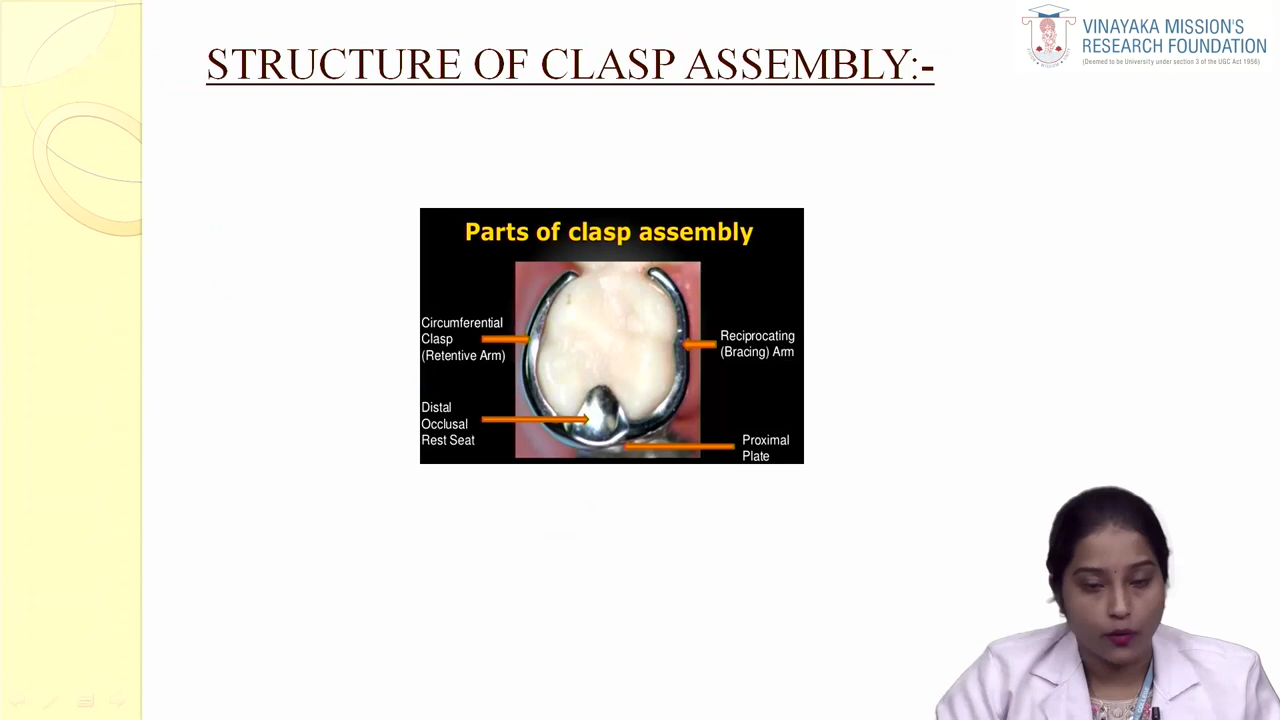 STRUCTURE OF CLASP ASSEMBLY:-
VINAYAKA MISSION'S
RESEARCH FOUNDATION
(Deemed to be University under section 3 of the UGC Act 1956)
Parts of clasp assembly
Circumferential
Clasp
(Retentive Arm)
Reciprocating
(Bracing) Arm
Distal
Occlusal
Rest Seat
Proximal
Plate